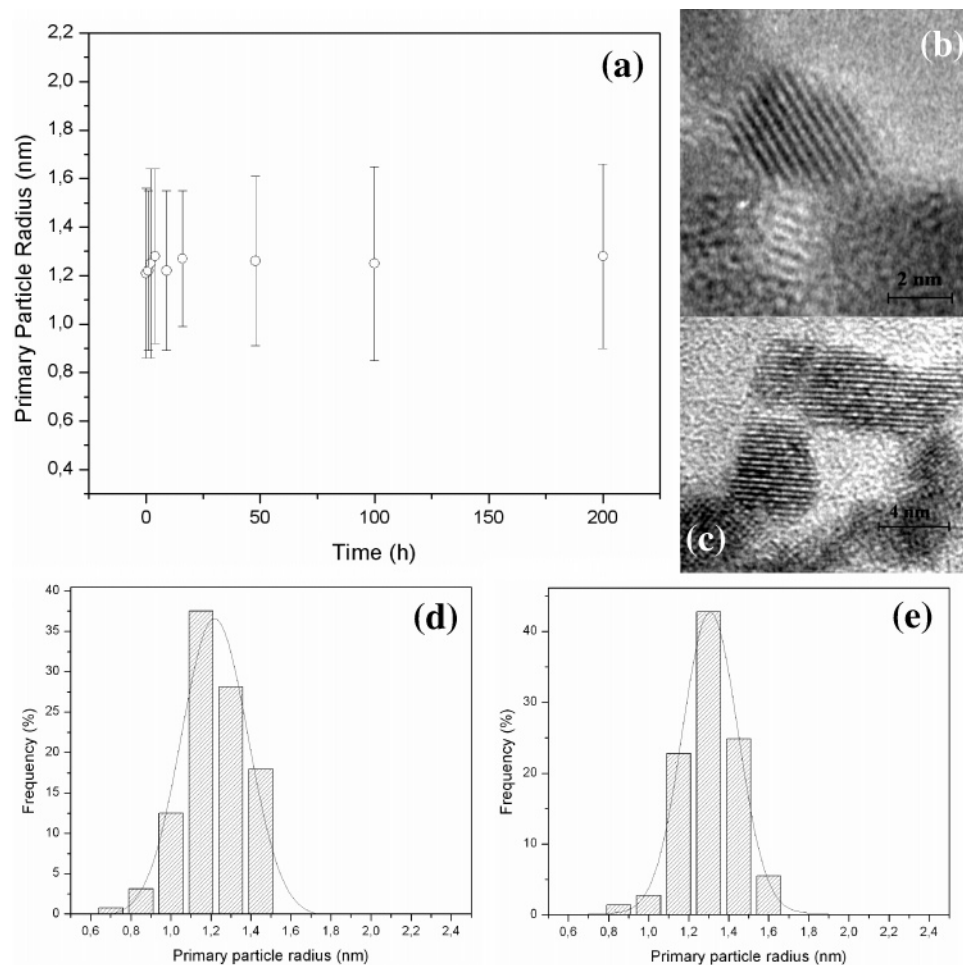 (a)
Primary Particle Radius (nm)
2,2
2,0
1,8
1,6
1,4
1,2
1,0
0,8
0,6
0,4
0 50 100 150 200
Time (h)
(b)
2 nm
4 nm
(c)
(d)
Frequency (%)
40
35
30
25
20
15
10
5
0
0,6 0,8 1,0 1,2 1,4 1,6 1,8 2,0 2,2 2,4
Primary particle radius (nm)
(e)
Frequency (%)
40
30
20
10
0
0,6 0,8 1,0 1,2 1,4 1,6 1,8 2,0 2,2 2,4
Primary particle radius (nm)